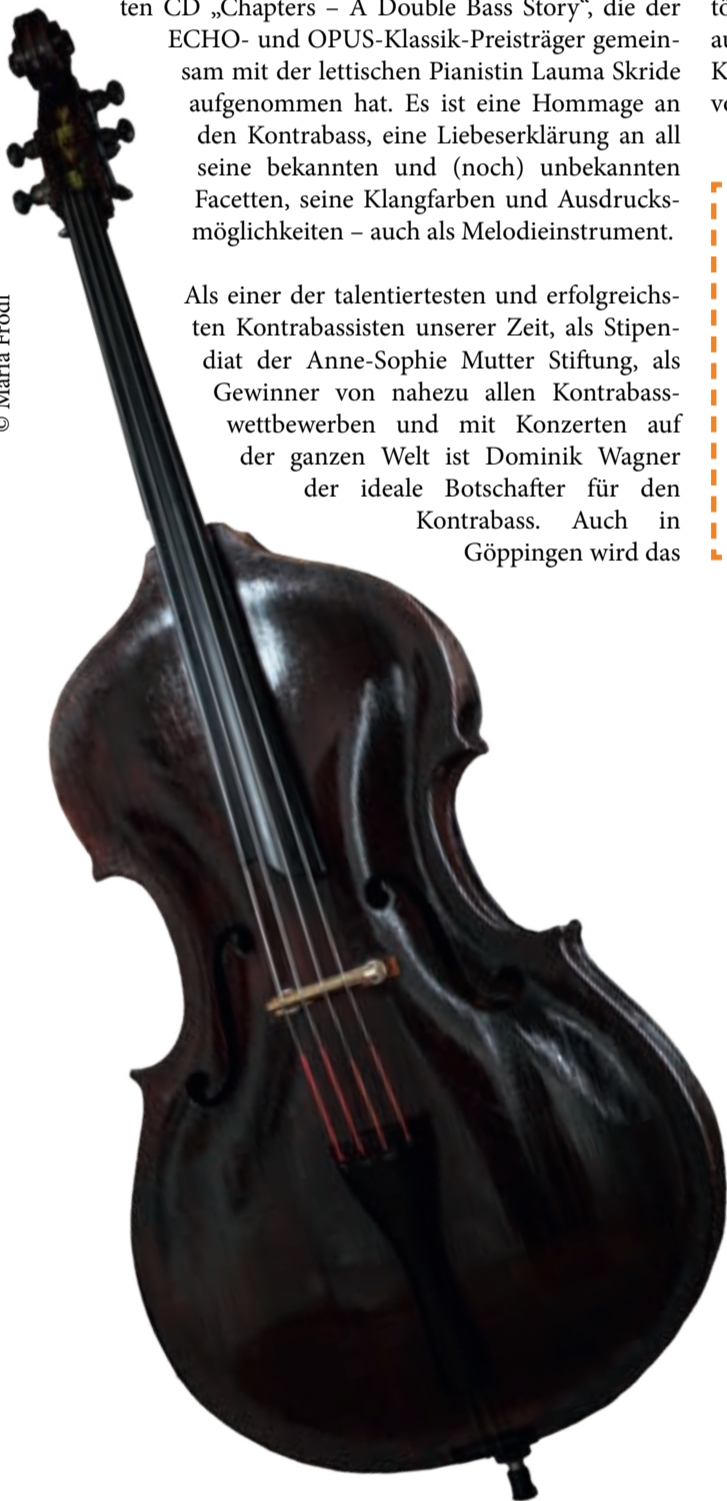 ten CD „Chapters – A Double Bass Story“, die der
ECHO- und OPUS-Klassik-Preisträger gemein-
sam mit der lettischen Pianistin Lauma Skride
aufgenommen hat. Es ist eine Hommage an
den Kontrabass, eine Liebeserklärung an all
seine bekannten und (noch) unbekannten
Facetten, seine Klangfarben und Ausdrucks-
möglichkeiten – auch als Melodieinstrument.
Als einer der talentiertesten und erfolgreichs-
ten Kontrabassisten unserer Zeit, als Stipen-
diat der Anne-Sophie Mutter Stiftung, als
Gewinner von nahezu allen Kontrabass-
wettbewerben und mit Konzerten auf
der ganzen Welt ist Dominik Wagner
der ideale Botschafter für den
Kontrabass. Auch in
Göppingen wird das
© Maria Frodl